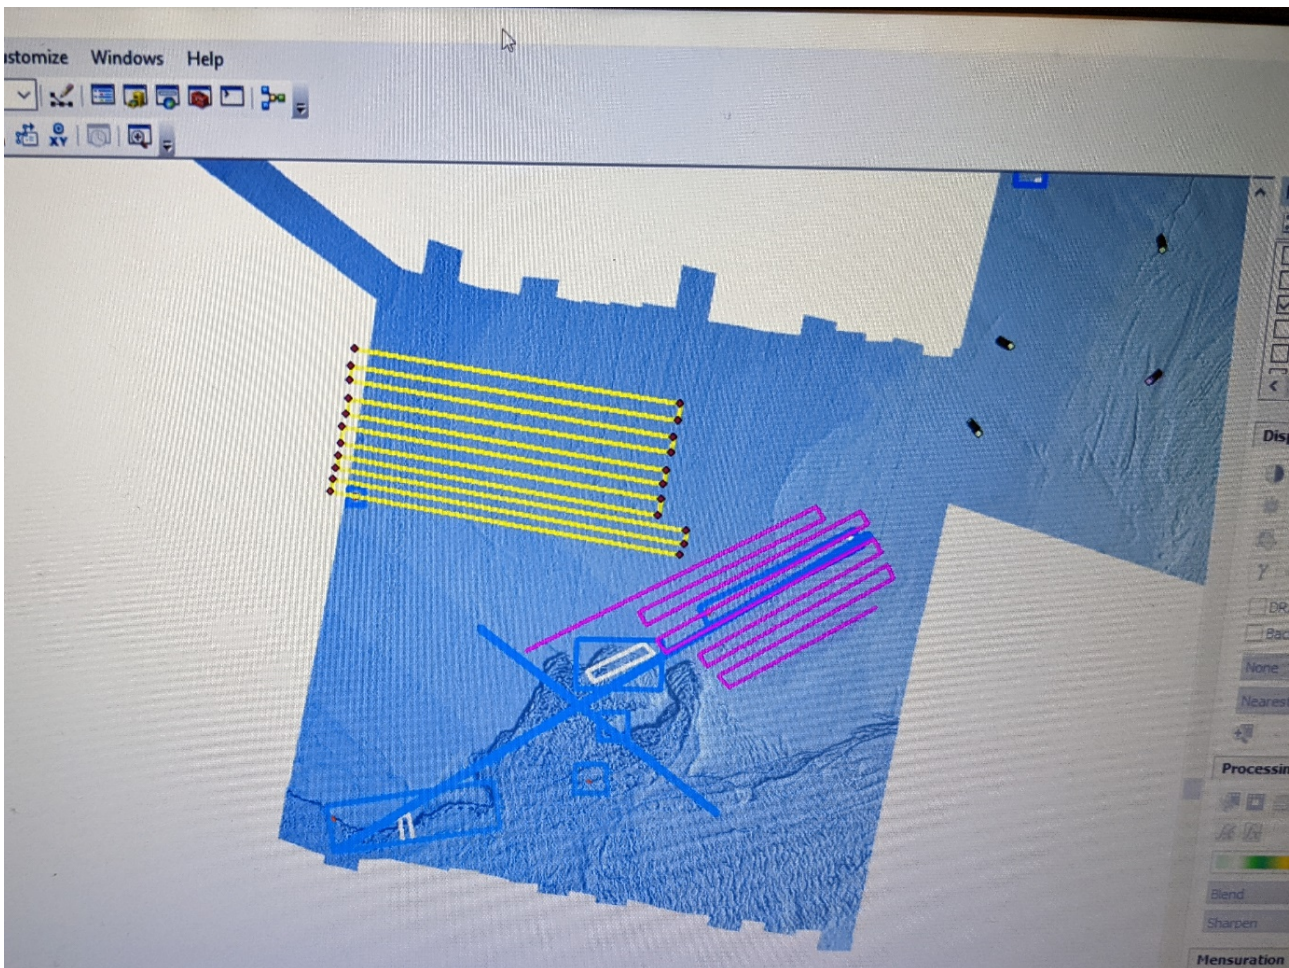 ustomize Windows Help
XY
Disp
DR
Bac
None
Nearest
Processin
Blend
Sharpen
Mensuration